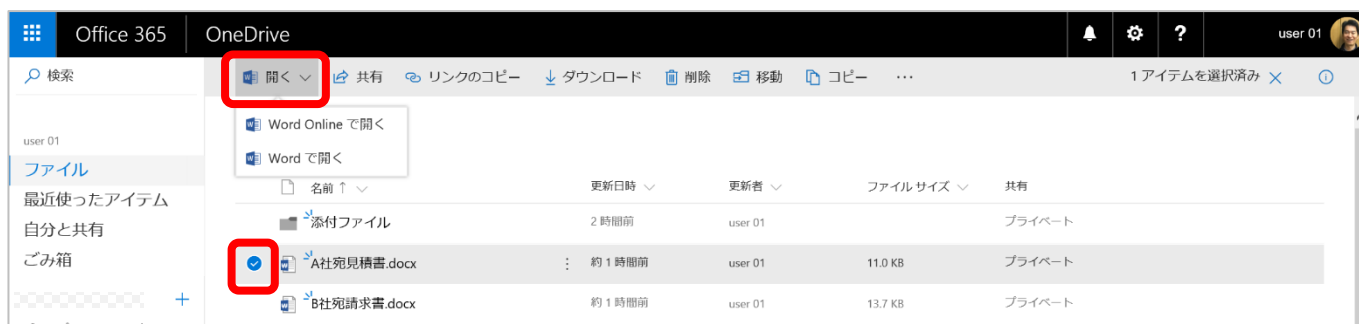 Office 365 OneDrive ? user 01
検索 開く 共有 リンクのコピー ダウンロード 削除 移動 コピー … 1 アイテムを選択済み
Word Online で開く
Word で開く
user 01
ファイル
最近使ったアイテム
自分と共有
ごみ箱
名前 ↑ 更新日時 更新者 ファイル サイズ 共有
添付ファイル 2 時間前 user 01 プライベート
A社宛見積書.docx 約 1 時間前 user 01 11.0 KB プライベート
B社宛請求書.docx 約 1 時間前 user 01 13.7 KB プライベート